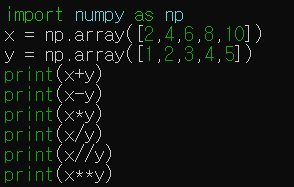 import numpy as np
x = np.array([2,4,6,8,10])
y = np.array([1,2,3,4,5])
print(x+y)
print(x-y)
print(x*y)
print(x/y)
print(x//y)
print(x**y)